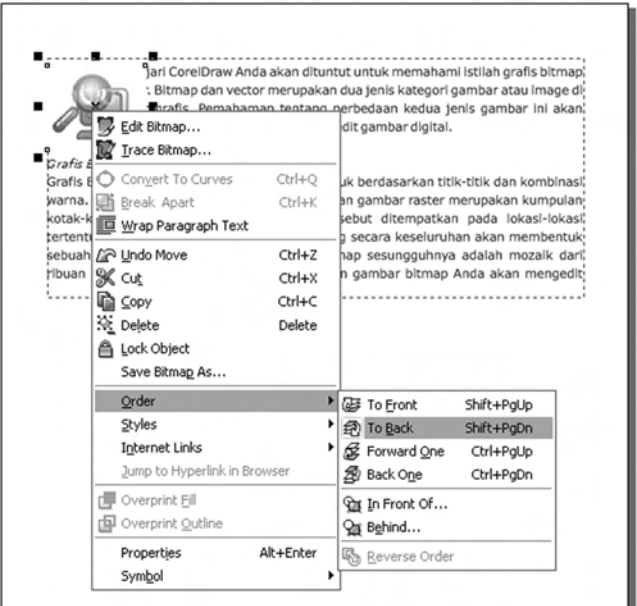 jari CorelDraw Anda akan dituntut untuk memahami istilah grafis bitmap
r. Bitmap dan vector merupakan dua jenis kategori gambar atau image di
grafis. Pemahaman tentang perbedaan kedua jenis gambar ini akan
dit gambar digital.
Grafis B
Grafis B uk berdasarkan titik-titik dan kombinasi
warna. an gambar raster merupakan kumpulan
kotak-k sebut ditempatkan pada lokasi-lokasi
tertent g secara keseluruhan akan membentuk
sebuah map sesungguhnya adalah mozaik dari
ribuan n gambar bitmap Anda akan mengedit
Edit Bitmap...
Trace Bitmap...
Convert To Curves Ctrl+Q
Break Apart Ctrl+K
Wrap Paragraph Text
Undo Move Ctrl+Z
Cut Ctrl+X
Copy Ctrl+C
Delete Delete
Lock Object
Save Bitmap As...
Order
Styles
Internet Links
Jump to Hyperlink in Browser
Overprint Fill
Overprint Outline
Properties Alt+Enter
Symbol
To Front Shift+PgUp
To Back Shift+PgDn
Forward One Ctrl+PgUp
Back One Ctrl+PgDn
In Front Of...
Behind...
Reverse Order